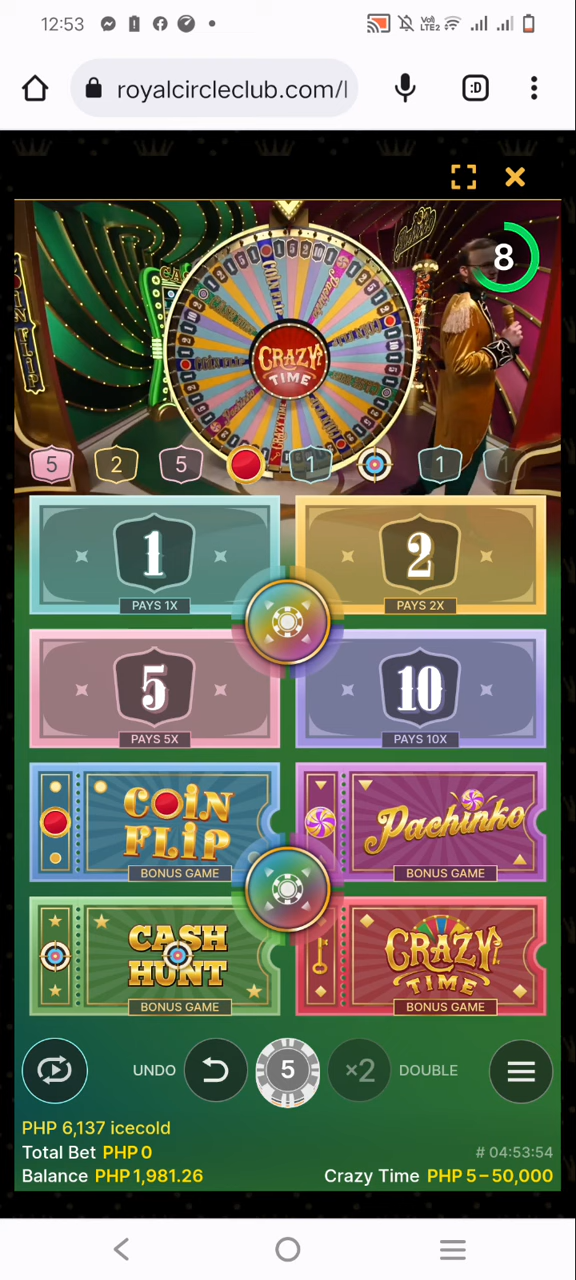 12:53
Vo) LTE2
royalcircleclub.com/l
:D
8
CRAZY
TIME
5 2 5 1 1 1
1
PAYS 1X
2
PAYS 2X
5
PAYS 5X
10
PAYS 10X
COIN
FLIP
BONUS GAME
Pachinko
BONUS GAME
CASH
HUNT
BONUS GAME
CRAZY
TIME
BONUS GAME
UNDO
5
×2
DOUBLE
PHP 6,137 icecold
Total Bet PHP 0
# 04:53:54
Balance PHP 1,981.26
Crazy Time PHP 5–50,000